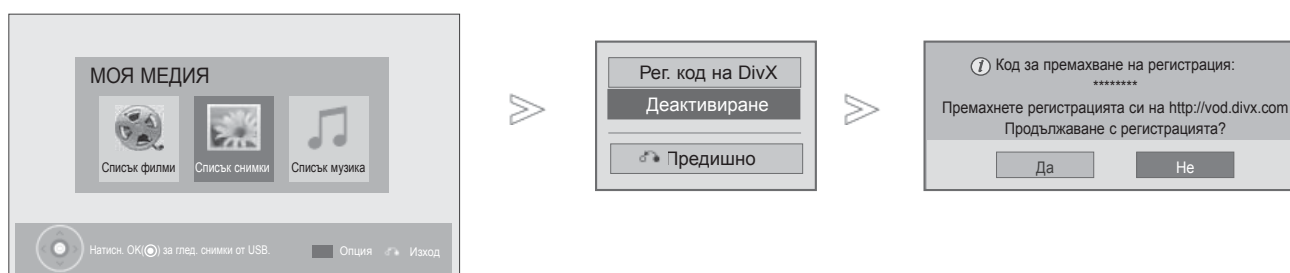 МОЯ МЕДИЯ
Списък филми Списък снимки Списък музика
Натисн. ОК(◉) за глед. снимки от USB. Опция Изход
Рег. код на DivX
Деактивиране
Предишно
Код за премахване на регистрация:
********
Премахнете регистрацията си на http://vod.divx.com
Продължаване с регистрацията?
Да Не